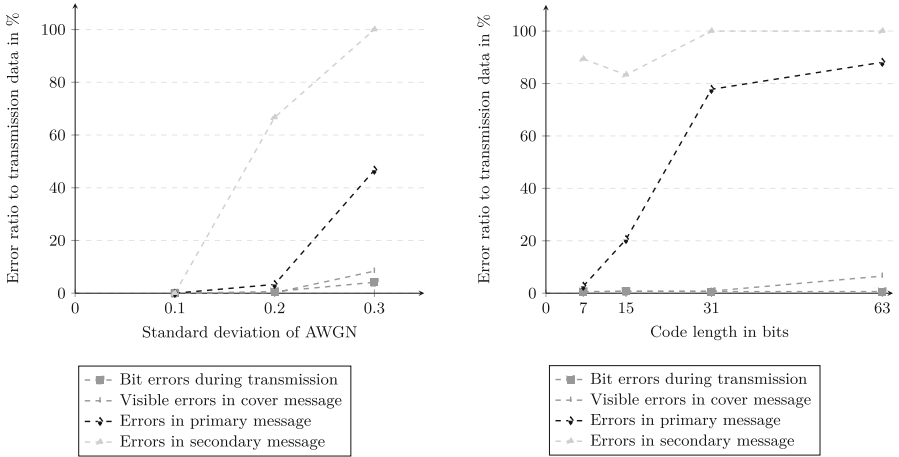 Error ratio to transmission data in %
100
80
60
40
20
0
0 0.1 0.2 0.3
Standard deviation of AWGN
Bit errors during transmission
Visible errors in cover message
Errors in primary message
Errors in secondary message
Error ratio to transmission data in %
100
80
60
40
20
0
0 7 15 31 63
Code length in bits
Bit errors during transmission
Visible errors in cover message
Errors in primary message
Errors in secondary message